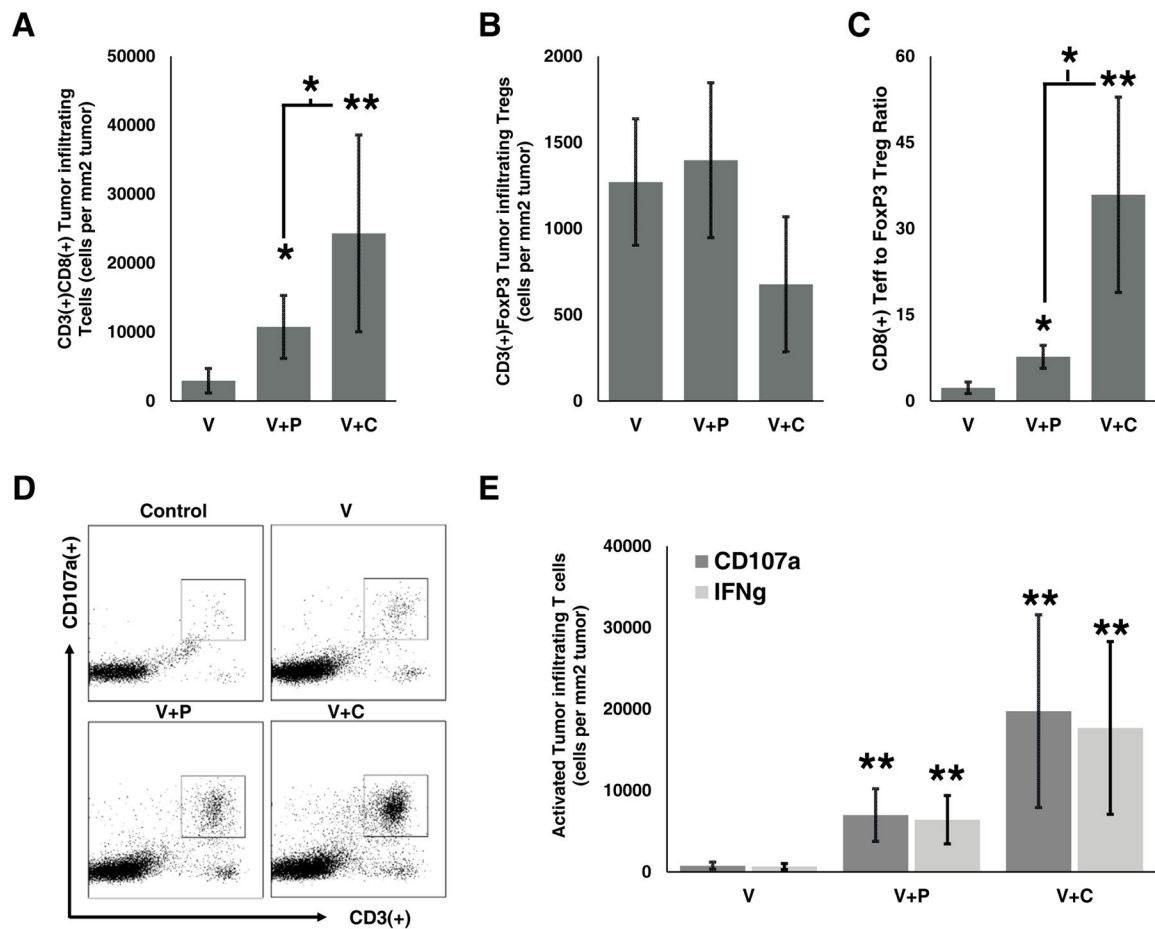 A
CD3(+)CD8(+) Tumor infiltrating
Tcells (cells per mm2 tumor)
50000
40000
30000
20000
10000
0
*
*
**
V
V+P
V+C
B
CD3(+)FoxP3 Tumor infiltrating Tregs
(cells per mm2 tumor)
2000
1500
1000
500
0
V
V+P
V+C
C
CD8(+) Teff to FoxP3 Treg Ratio
60
45
30
15
0
*
*
**
V
V+P
V+C
D
CD107a(+)
Control
V
V+P
V+C
CD3(+)
E
Activated Tumor infiltrating T cells
(cells per mm2 tumor)
40000
30000
20000
10000
0
CD107a
IFNg
**
**
**
**
V
V+P
V+C